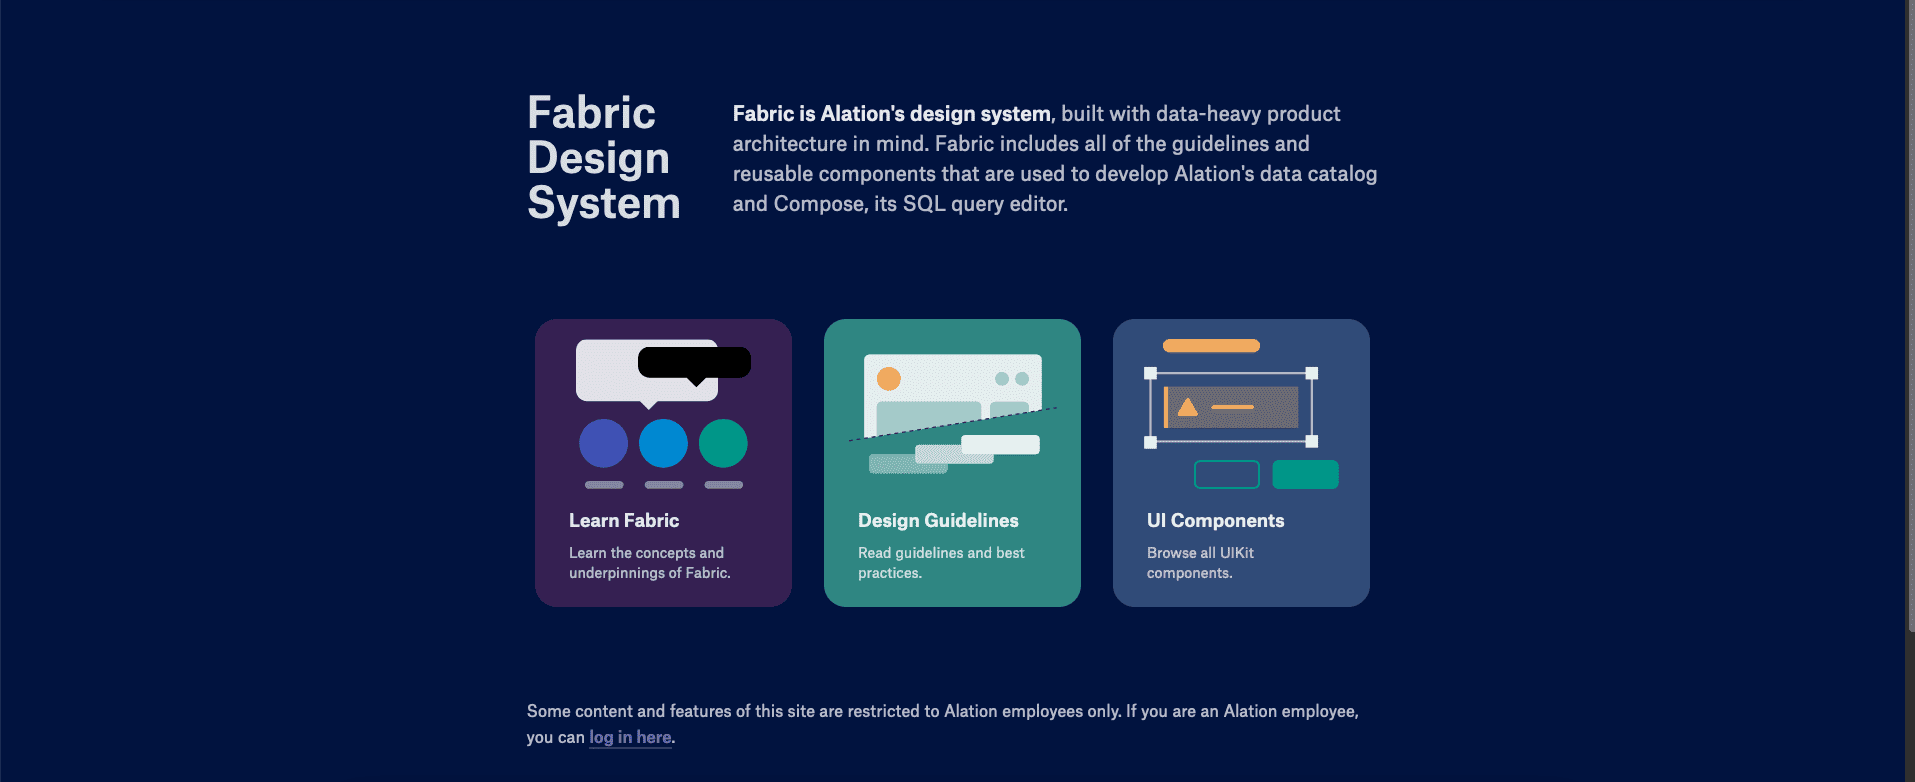 Fabric
Design
System
Fabric is Alation's design system, built with data-heavy product
architecture in mind. Fabric includes all of the guidelines and
reusable components that are used to develop Alation's data catalog
and Compose, its SQL query editor.
Learn Fabric
Learn the concepts and
underpinnings of Fabric.
Design Guidelines
Read guidelines and best
practices.
UI Components
Browse all UIKit
components.
Some content and features of this site are restricted to Alation employees only. If you are an Alation employee,
you can log in here.